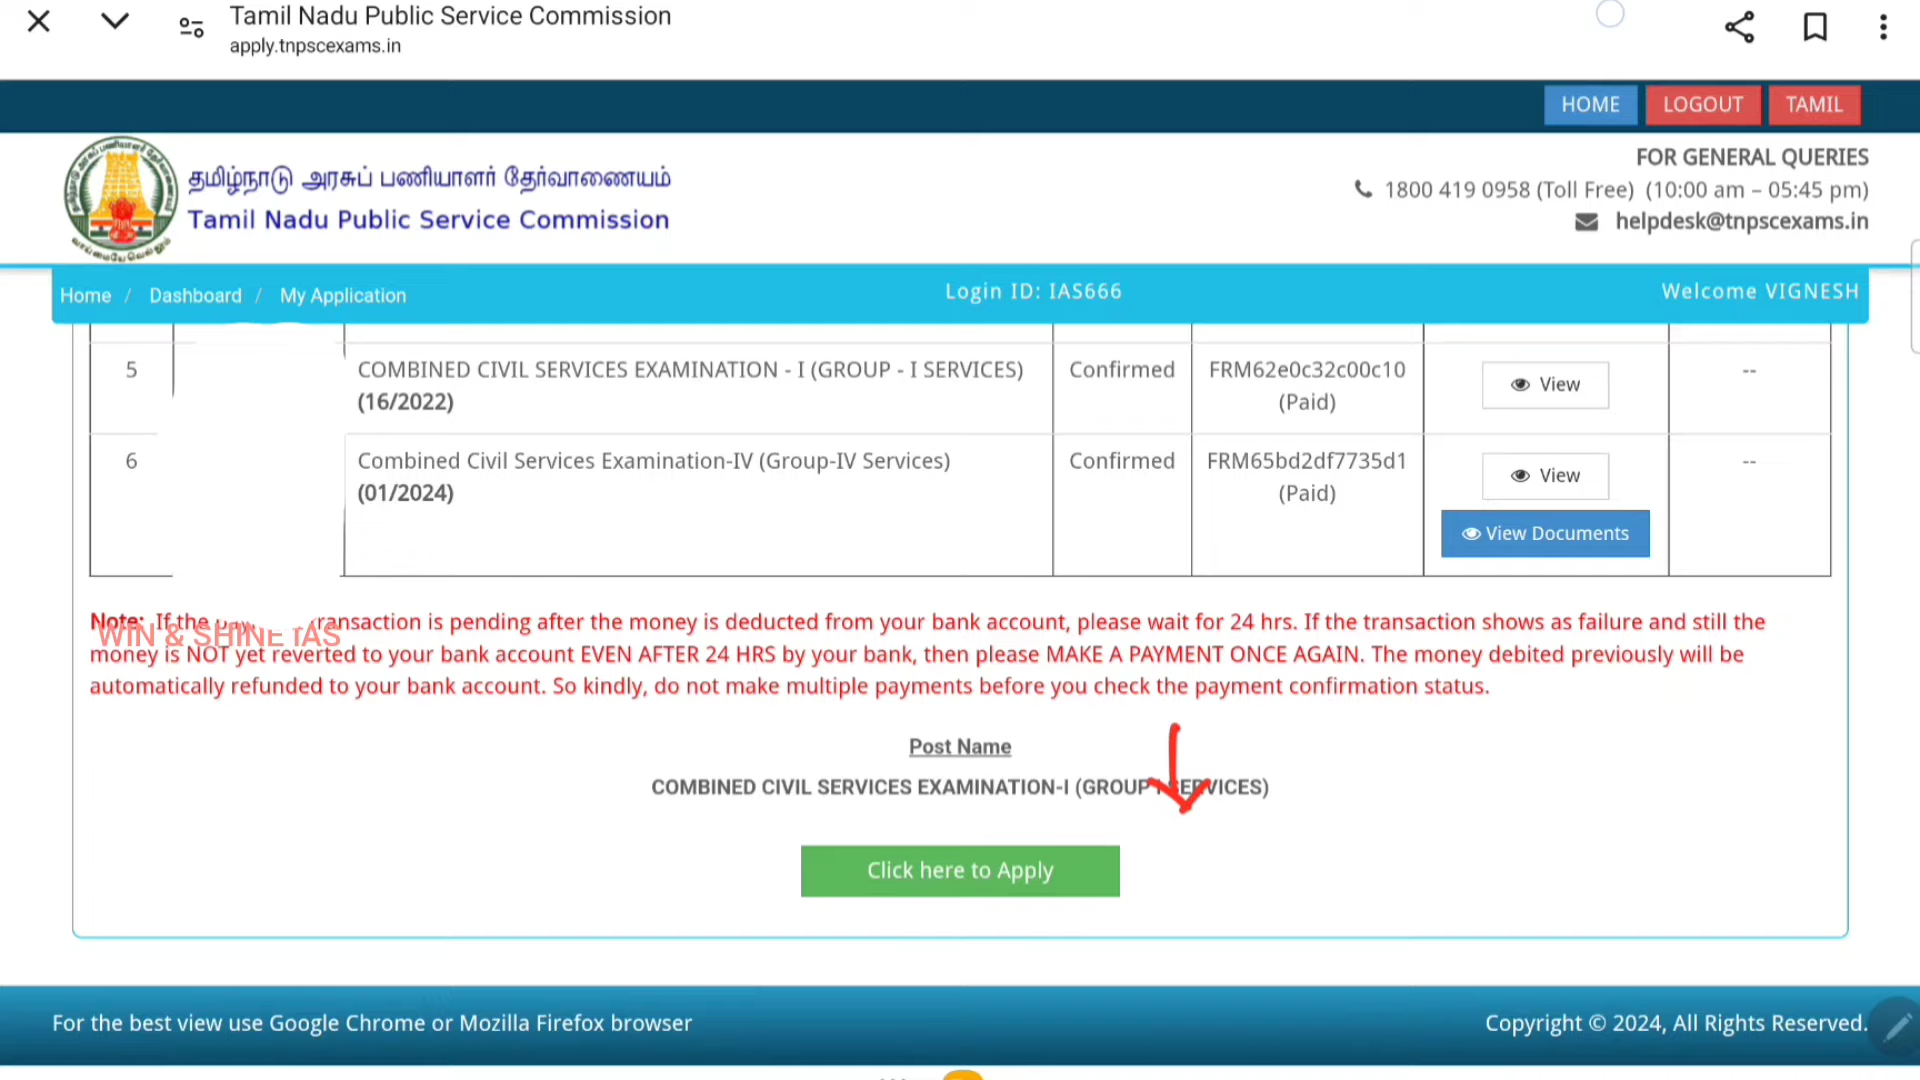 Tamil Nadu Public Service Commission
apply.tnpscexams.in
HOME LOGOUT TAMIL
தமிழ்நாடு அரசுப் பணியாளர் தேர்வாணையம்
Tamil Nadu Public Service Commission
FOR GENERAL QUERIES
1800 419 0958 (Toll Free) (10:00 am – 05:45 pm)
helpdesk@tnpscexams.in
Home / Dashboard / My Application Login ID: IAS666 Welcome VIGNESH
5 COMBINED CIVIL SERVICES EXAMINATION - I (GROUP - I SERVICES) Confirmed FRM62e0c32c00c10 View --
(16/2022) (Paid)
6 Combined Civil Services Examination-IV (Group-IV Services) Confirmed FRM65bd2df7735d1 View --
(01/2024) (Paid)
View Documents
Note: If the transaction is pending after the money is deducted from your bank account, please wait for 24 hrs. If the transaction shows as failure and still the
WIN & SHINE IAS
money is NOT yet reverted to your bank account EVEN AFTER 24 HRS by your bank, then please MAKE A PAYMENT ONCE AGAIN. The money debited previously will be
automatically refunded to your bank account. So kindly, do not make multiple payments before you check the payment confirmation status.
Post Name
COMBINED CIVIL SERVICES EXAMINATION-I (GROUP I SERVICES)
Click here to Apply
For the best view use Google Chrome or Mozilla Firefox browser Copyright © 2024, All Rights Reserved.